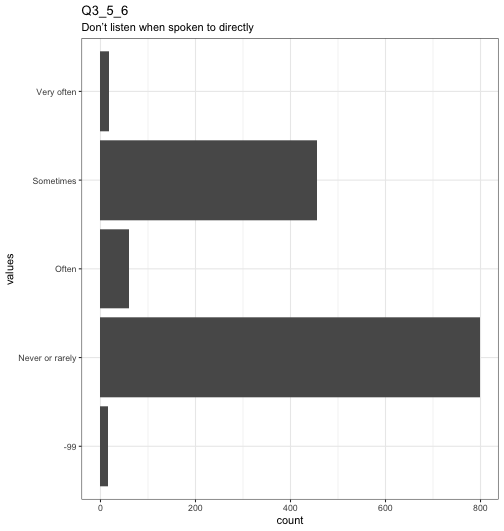 Q3_5_6
Don't listen when spoken to directly
Very often
Sometimes
Often
Never or rarely
-99
values
0 200 400 600 800
count